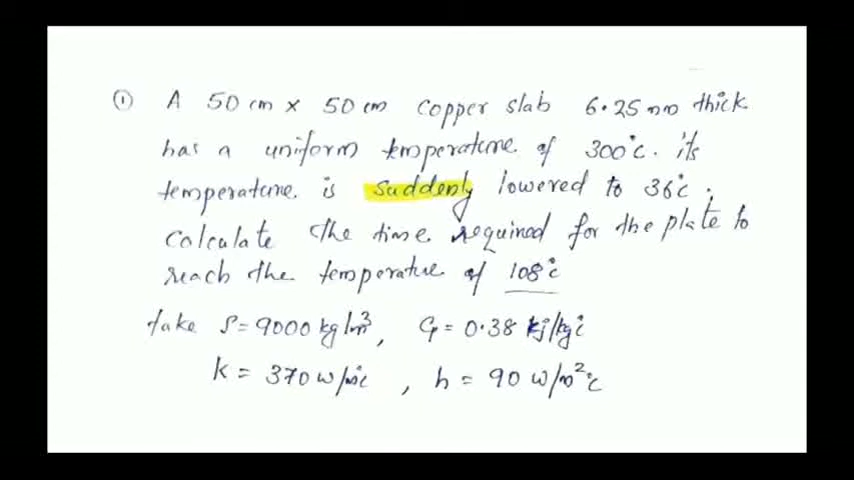 ① A 50 cm × 50 cm copper slab 6.25 mm thick
has a uniform temperature of 300°c. its
temperature is suddenly lowered to 36°c.
Calculate the time required for the plate to
reach the temperature of 108°c
take ρ = 9000 kg/m³, Cp = 0.38 kj/kg°c
k = 370 w/m°c, h = 90 w/m²°c